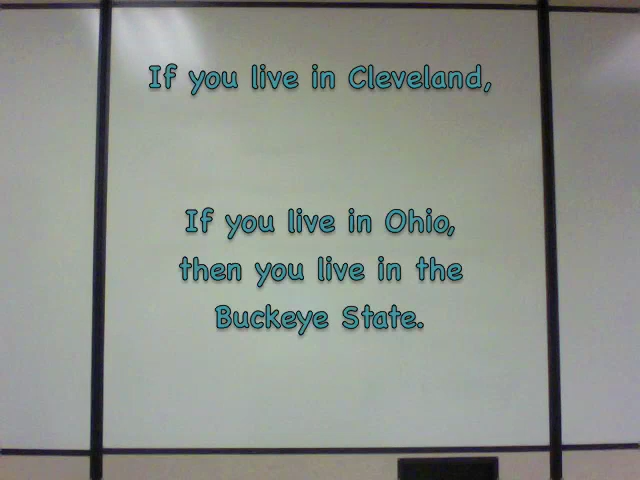 If you live in Cleveland,
If you live in Ohio,
then you live in the
Buckeye State.